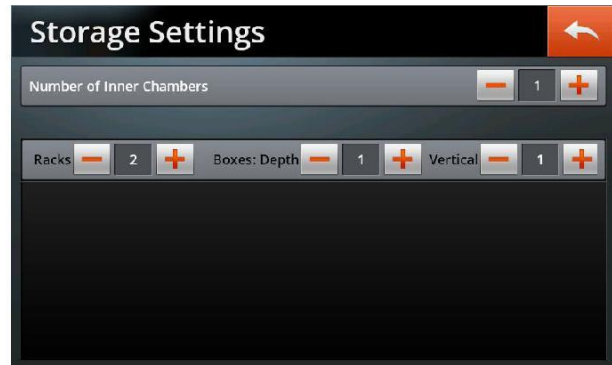 Storage Settings
Number of Inner Chambers 1
Racks 2 Boxes: Depth 1 Vertical 1